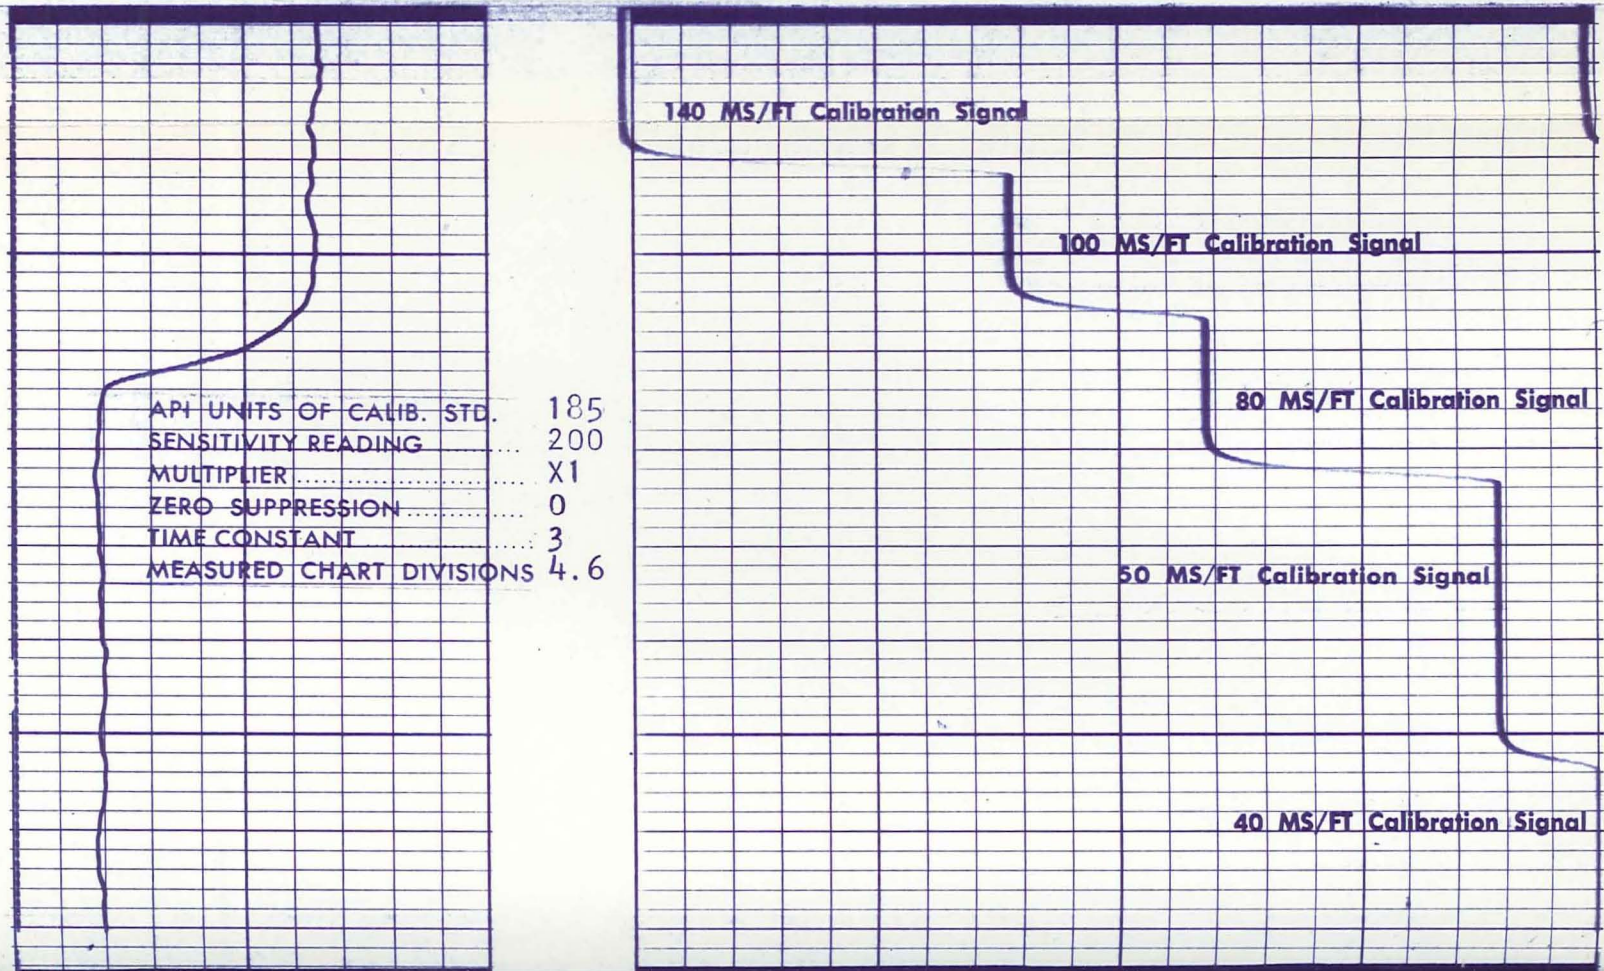 140 MS/FT Calibration Signal
100 MS/FT Calibration Signal
80 MS/FT Calibration Signal
API UNITS OF CALIB. STD. 185
SENSITIVITY READING ........ 200
MULTIPLIER ........................ X1
ZERO SUPPRESSION ............ 0
TIME CONSTANT .................. 3
MEASURED CHART DIVISIONS 4.6
50 MS/FT Calibration Signal
40 MS/FT Calibration Signal